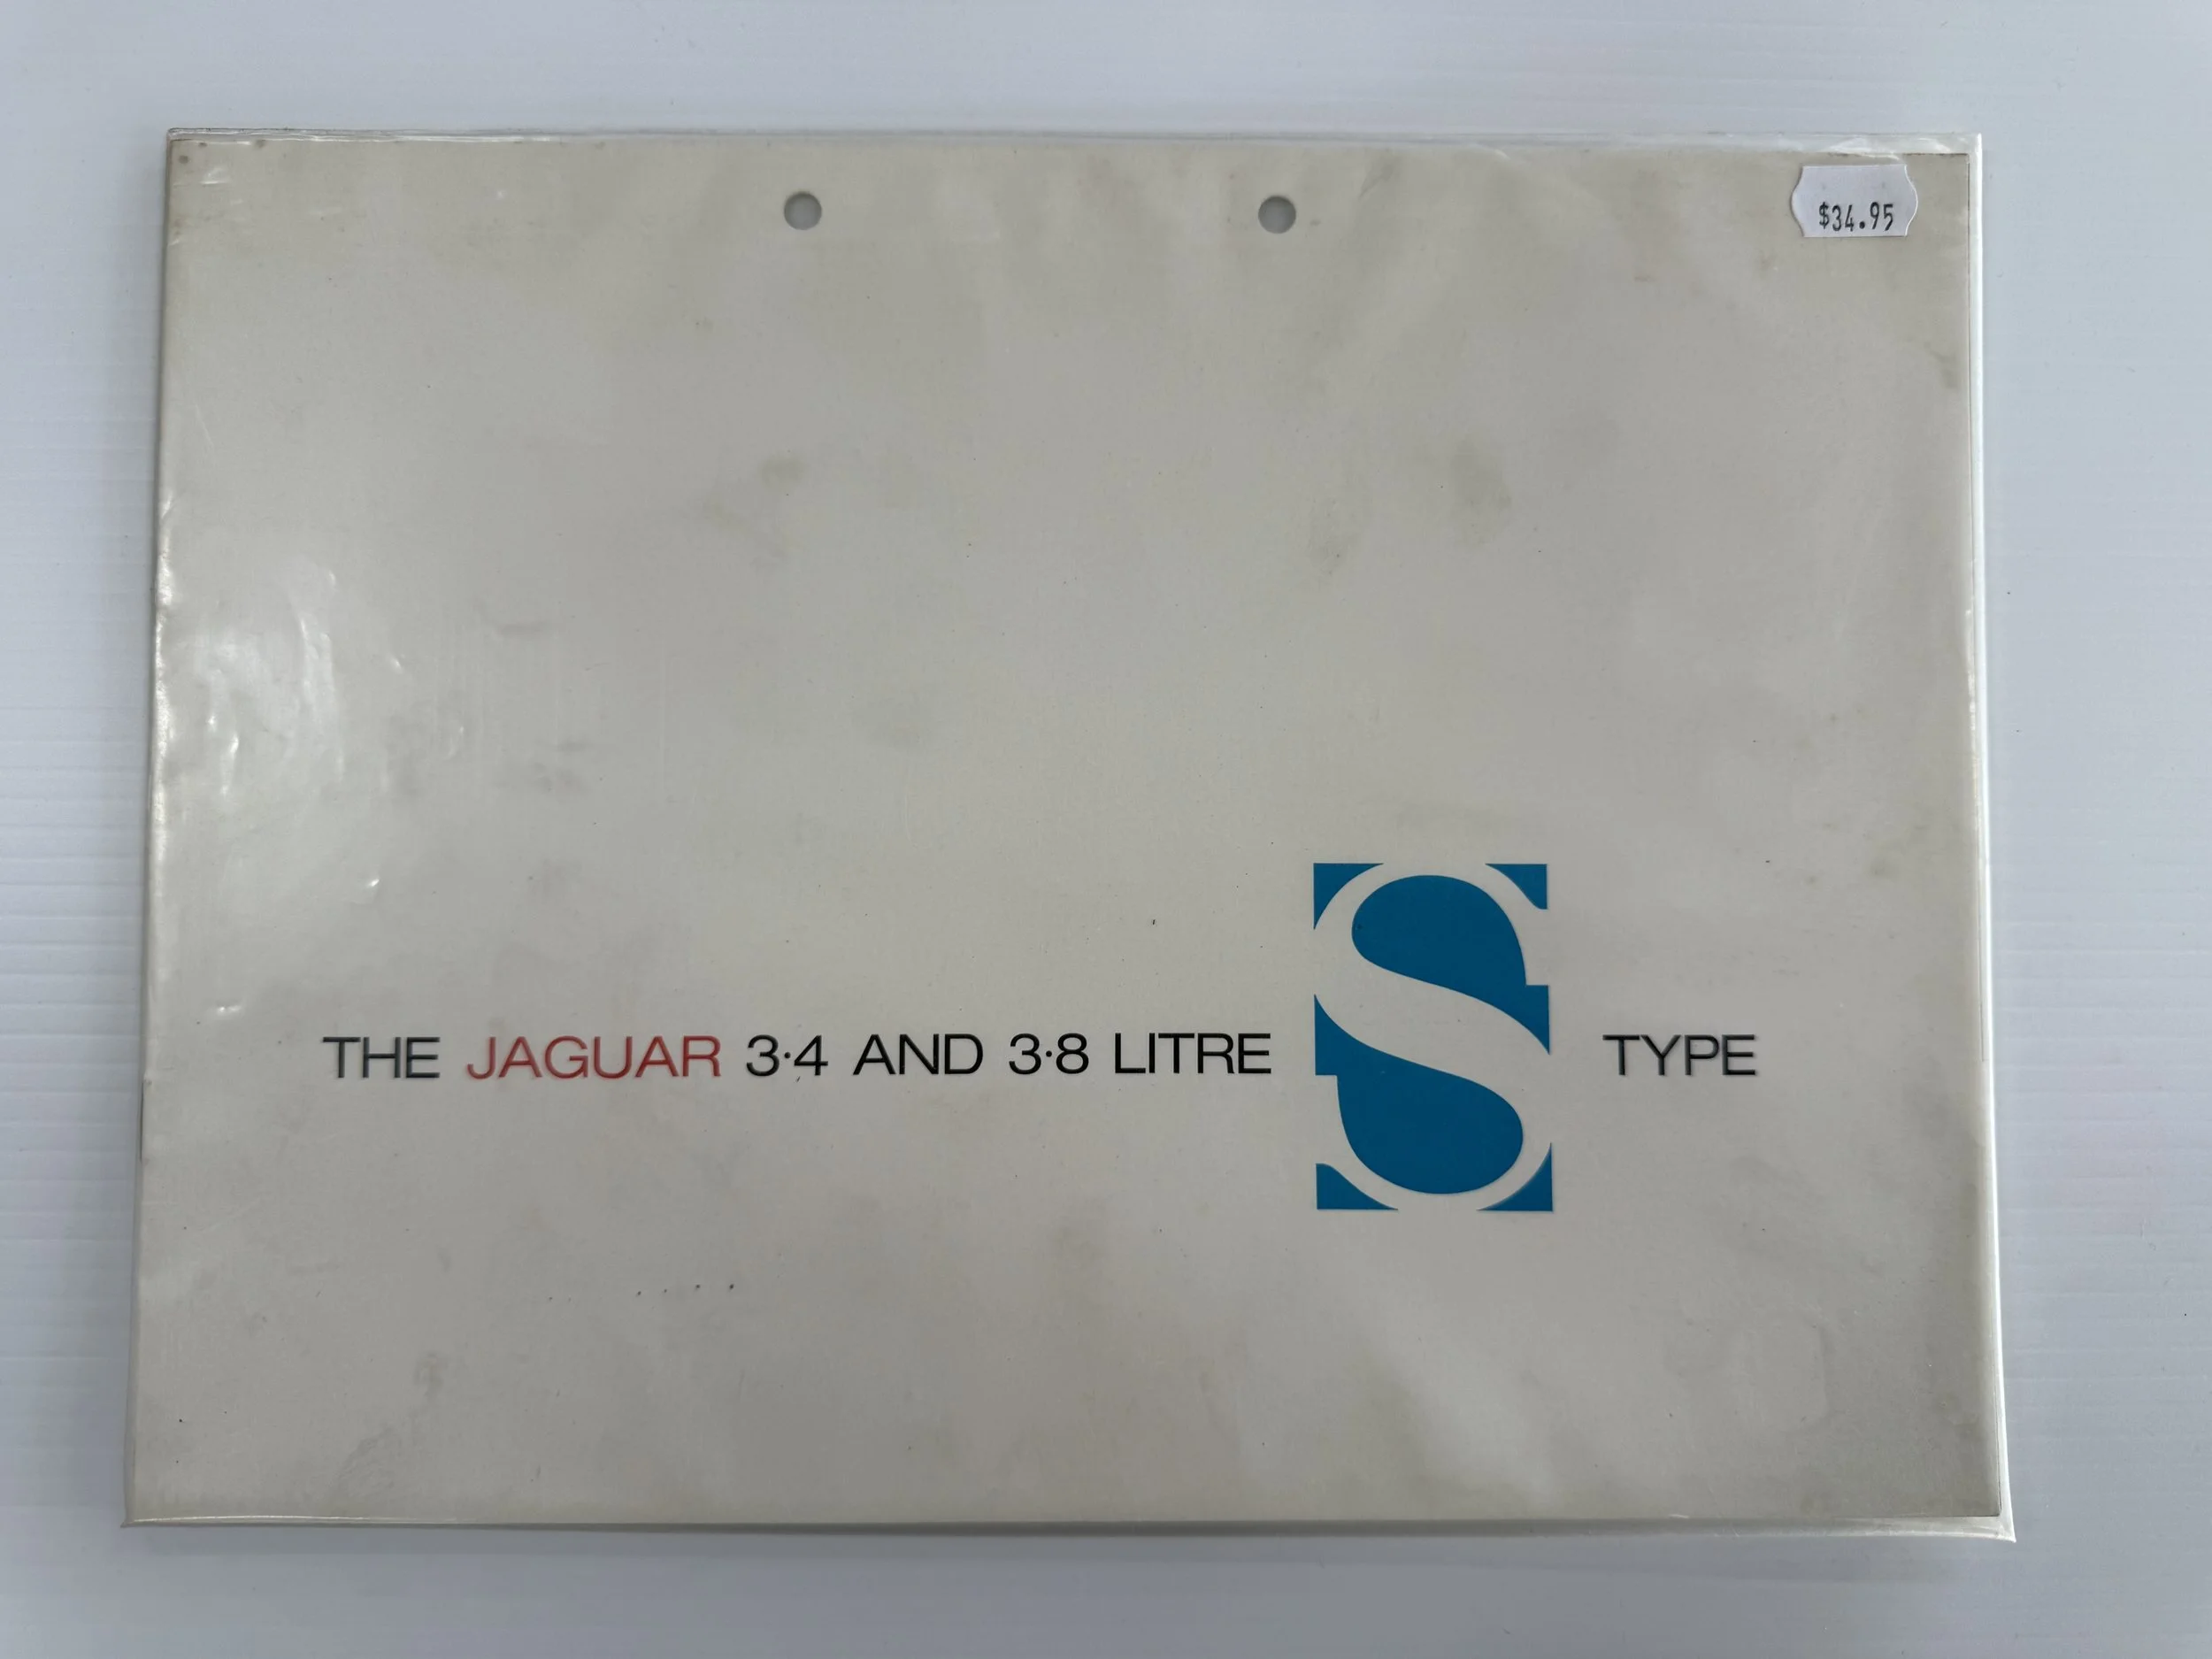 $34.95
THE JAGUAR 3·4 AND 3·8 LITRE S TYPE